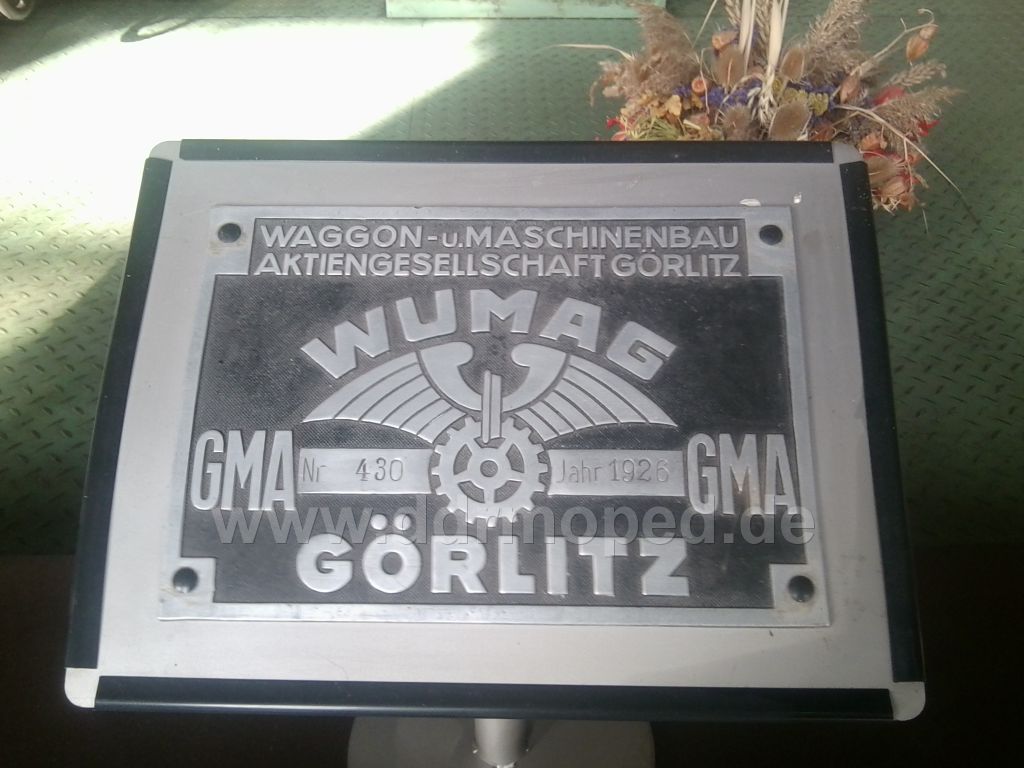 WAGGON-u.MASCHINENBAU
AKTIENGESELLSCHAFT GÖRLITZ
WUMAG
GMA Nr 430 Jahr 1926 GMA
www.ddrmoped.de
GÖRLITZ